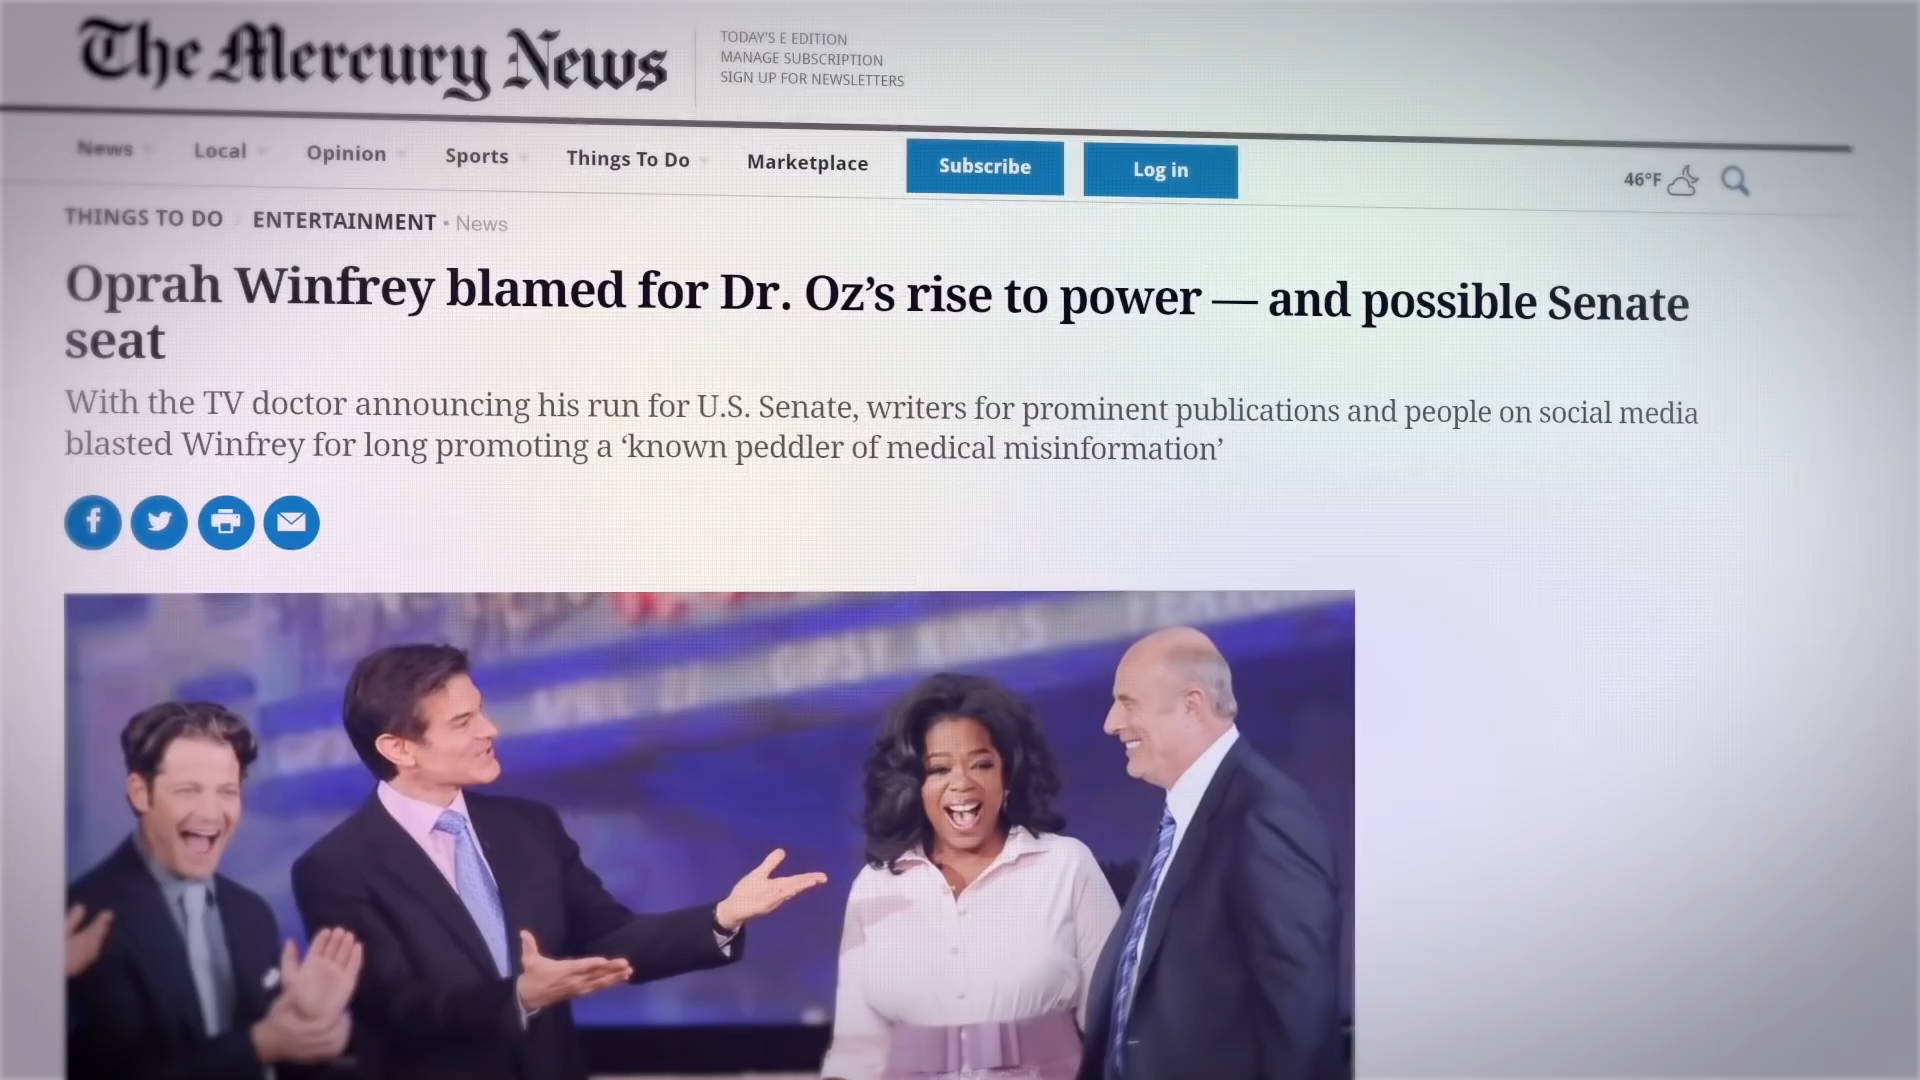 The Mercury News
TODAY'S E EDITION
MANAGE SUBSCRIPTION
SIGN UP FOR NEWSLETTERS
News Local Opinion Sports Things To Do Marketplace Subscribe Log in 46°F
THINGS TO DO ENTERTAINMENT • News
Oprah Winfrey blamed for Dr. Oz’s rise to power — and possible Senate
seat
With the TV doctor announcing his run for U.S. Senate, writers for prominent publications and people on social media
blasted Winfrey for long promoting a ‘known peddler of medical misinformation’
GIPSY KINGS